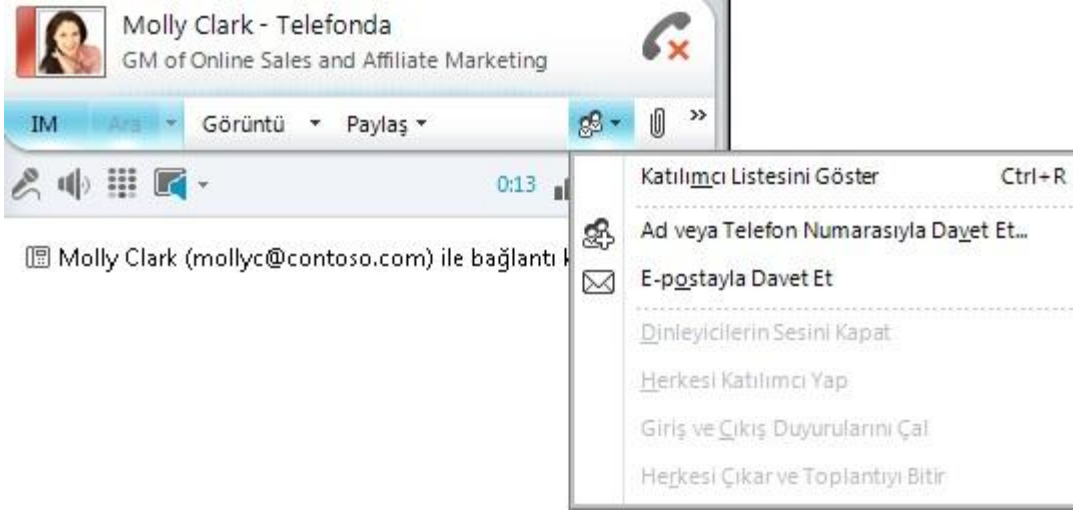 Molly Clark - Telefonda
GM of Online Sales and Affiliate Marketing
IM Ara Görüntü Paylaş
0:13
Molly Clark (mollyc@contoso.com) ile bağlantı
Katılımcı Listesini Göster Ctrl+R
Ad veya Telefon Numarasıyla Davet Et...
E-postayla Davet Et
Dinleyicilerin Sesini Kapat
Herkesi Katılımcı Yap
Giriş ve Çıkış Duyurularını Çal
Herkesi Çıkar ve Toplantıyı Bitir